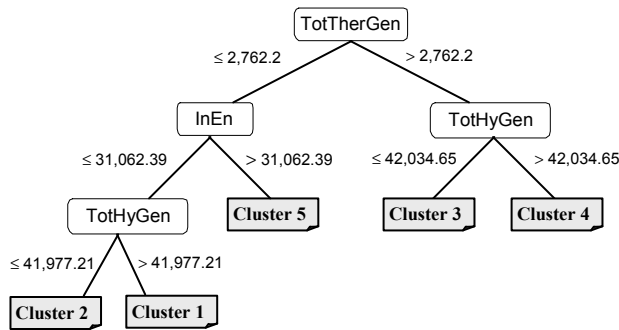 TotTherGen
≤ 2,762.2
> 2,762.2
InEn
TotHyGen
≤ 31,062.39
> 31,062.39
≤ 42,034.65
> 42,034.65
TotHyGen
Cluster 5
Cluster 3
Cluster 4
≤ 41,977.21
> 41,977.21
Cluster 2
Cluster 1